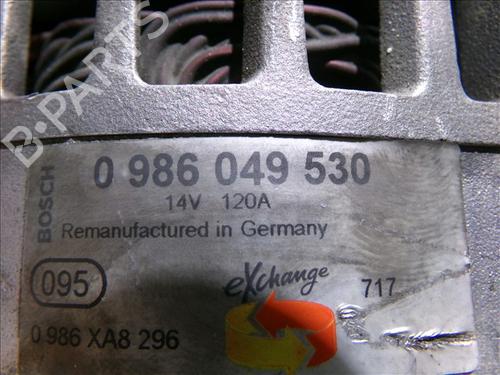 B-PARTS
BOSCH
0 986 049 530
14V 120A
Remanufactured in Germany
095
eXchange
717
0 986 XA8 296